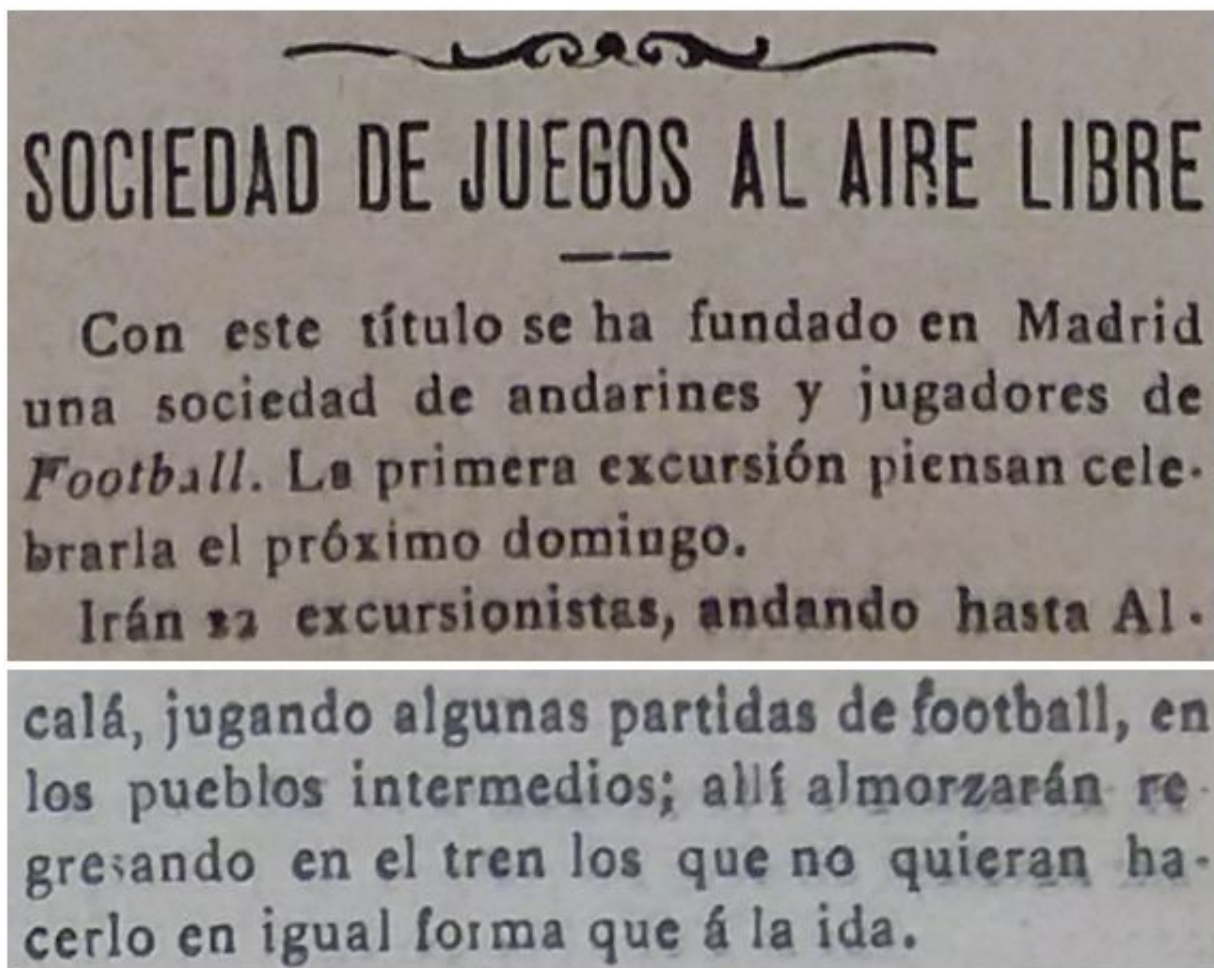 SOCIEDAD DE JUEGOS AL AIRE LIBRE
Con este título se ha fundado en Madrid
una sociedad de andarines y jugadores de
Football. La primera excursión piensan cele-
brarla el próximo domingo.
Irán 22 excursionistas, andando hasta Al-
calá, jugando algunas partidas de football, en
los pueblos intermedios; allí almorzarán re-
gresando en el tren los que no quieran ha-
cerlo en igual forma que á la ida.